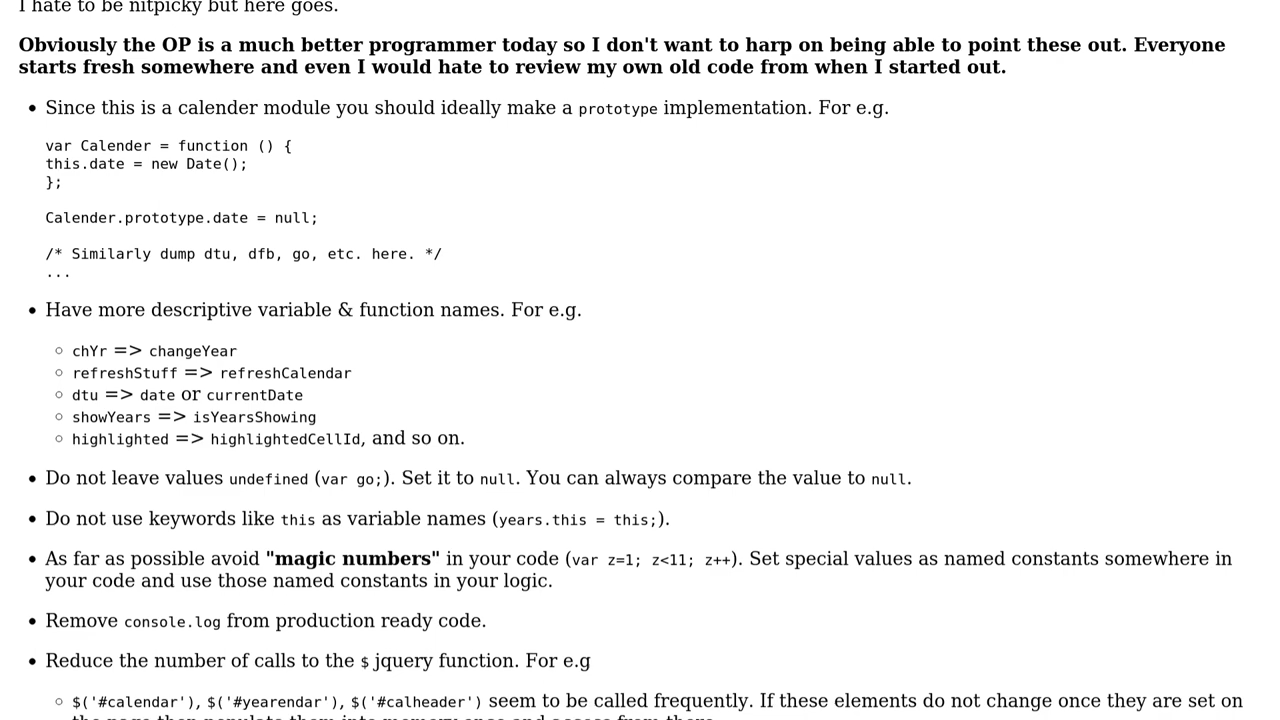 I hate to be nitpicky but here goes.
Obviously the OP is a much better programmer today so I don't want to harp on being able to point these out. Everyone
starts fresh somewhere and even I would hate to review my own old code from when I started out.
• Since this is a calender module you should ideally make a prototype implementation. For e.g.
var Calender = function () {
this.date = new Date();
};
Calender.prototype.date = null;
/* Similarly dump dtu, dfb, go, etc. here. */
...
• Have more descriptive variable & function names. For e.g.
◦ chYr => changeYear
◦ refreshStuff => refreshCalendar
◦ dtu => date or currentDate
◦ showYears => isYearsShowing
◦ highlighted => highlightedCellId, and so on.
• Do not leave values undefined (var go;). Set it to null. You can always compare the value to null.
• Do not use keywords like this as variable names (years.this = this;).
• As far as possible avoid "magic numbers" in your code (var z=1; z<11; z++). Set special values as named constants somewhere in
your code and use those named constants in your logic.
• Remove console.log from production ready code.
• Reduce the number of calls to the $ jquery function. For e.g
◦ $('#calendar'), $('#yearendar'), $('#calheader') seem to be called frequently. If these elements do not change once they are set on